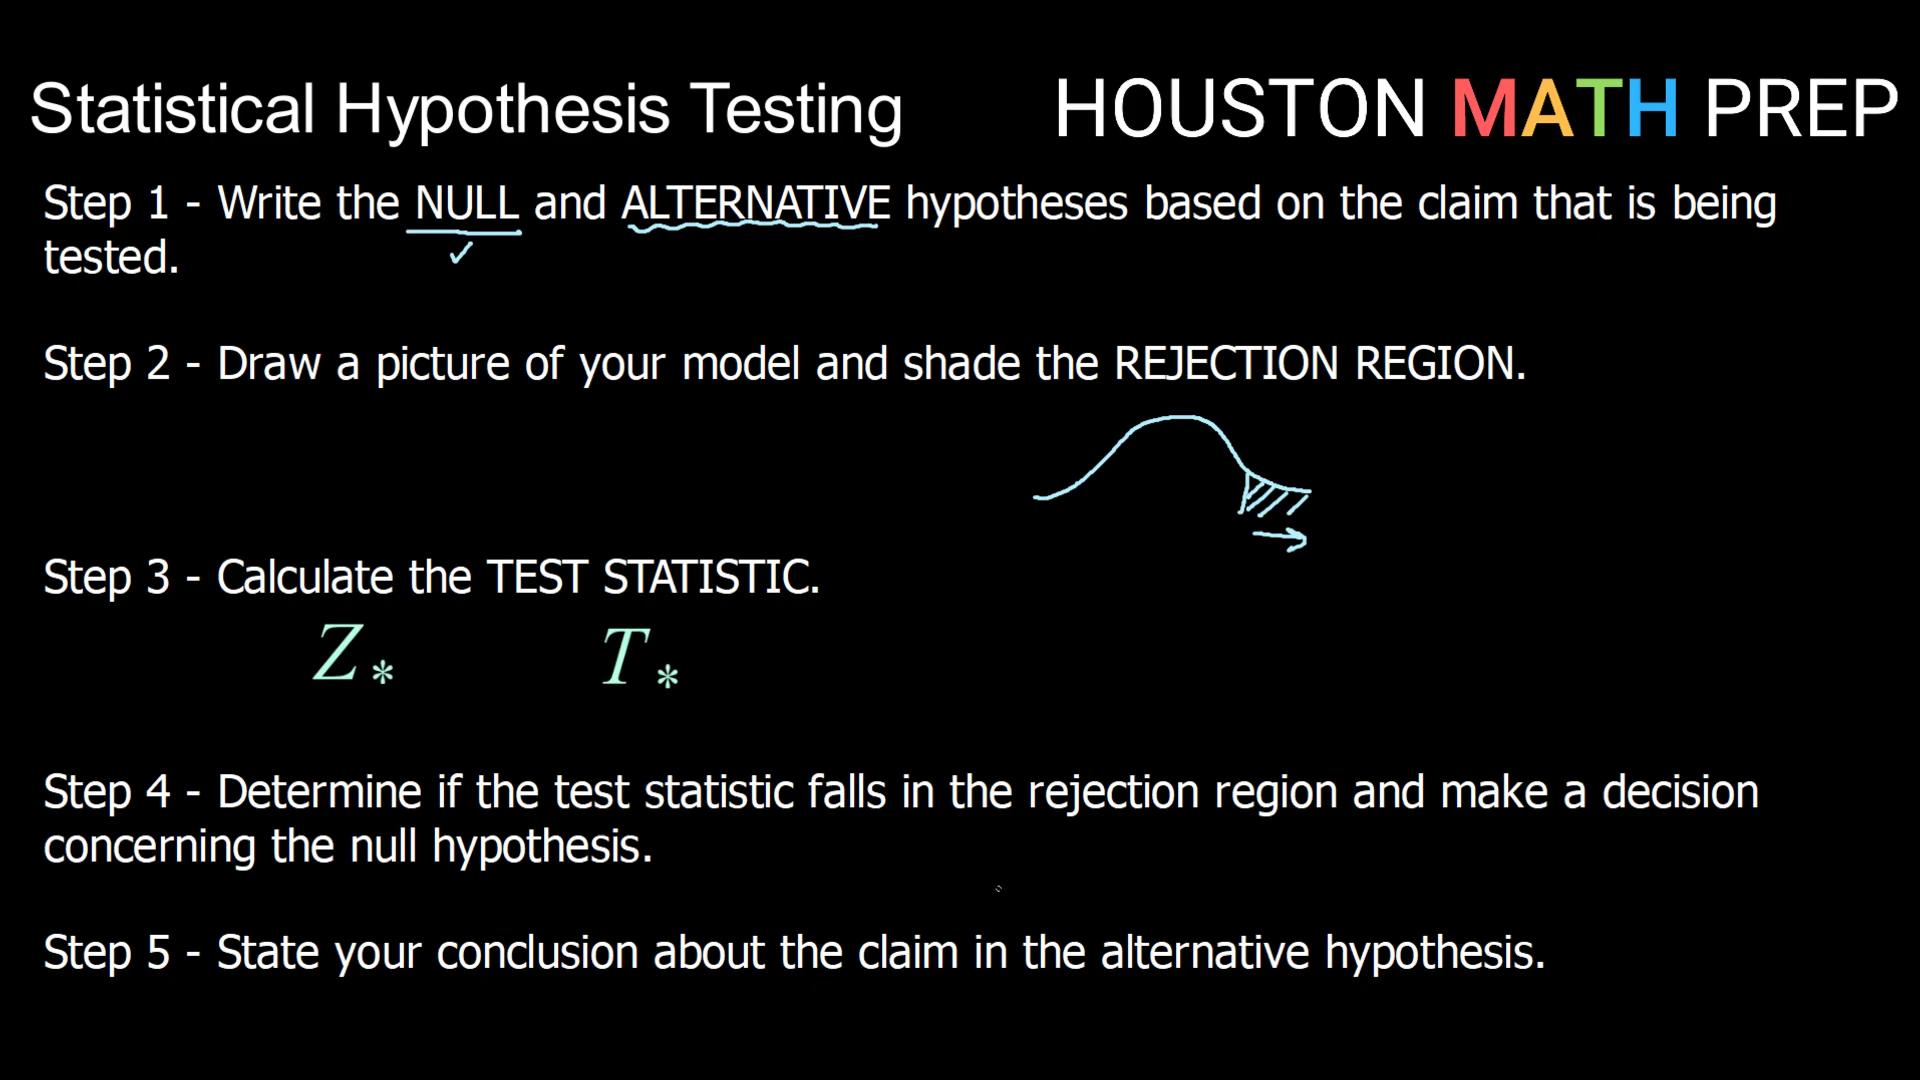 Statistical Hypothesis Testing
HOUSTON MATH PREP
Step 1 - Write the NULL and ALTERNATIVE hypotheses based on the claim that is being
tested.
Step 2 - Draw a picture of your model and shade the REJECTION REGION.
Step 3 - Calculate the TEST STATISTIC.
Z* T*
Step 4 - Determine if the test statistic falls in the rejection region and make a decision
concerning the null hypothesis.
Step 5 - State your conclusion about the claim in the alternative hypothesis.